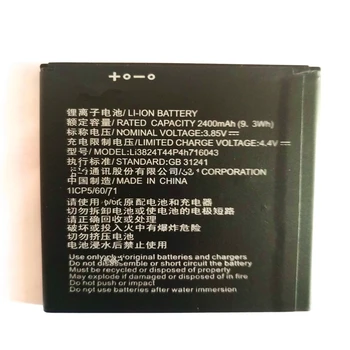 锂离子电池/LI-ION BATTERY
额定容量/RATED CAPACITY 2400mAh(9. 3Wh)
标称电压/NOMINAL VOLTAGE:3.85V
充电限制电压/LIMITED CHARGE VOLTAGE:4.4V
型号/MODEL:Li3824T44P4h716043
执行标准/STANDARD:GB 31241
通讯股份有限公司 CORPORATION
中国制造/ MADE IN CHINA
1ICP5/60/71
请使用 原配电池和充电器
切勿拆卸电池或使电池的电极短路
请正确回收或处理
破坏或投入火中有爆炸危险
切勿挤压电池
电池浸水后禁止使用
Use only original batteries and chargers
Do not disassemble or short circuit the battery
Must be recycled or disposed properly
May explode if damaged or disposed in fire
Do not push or impact
Do not use after water immersion